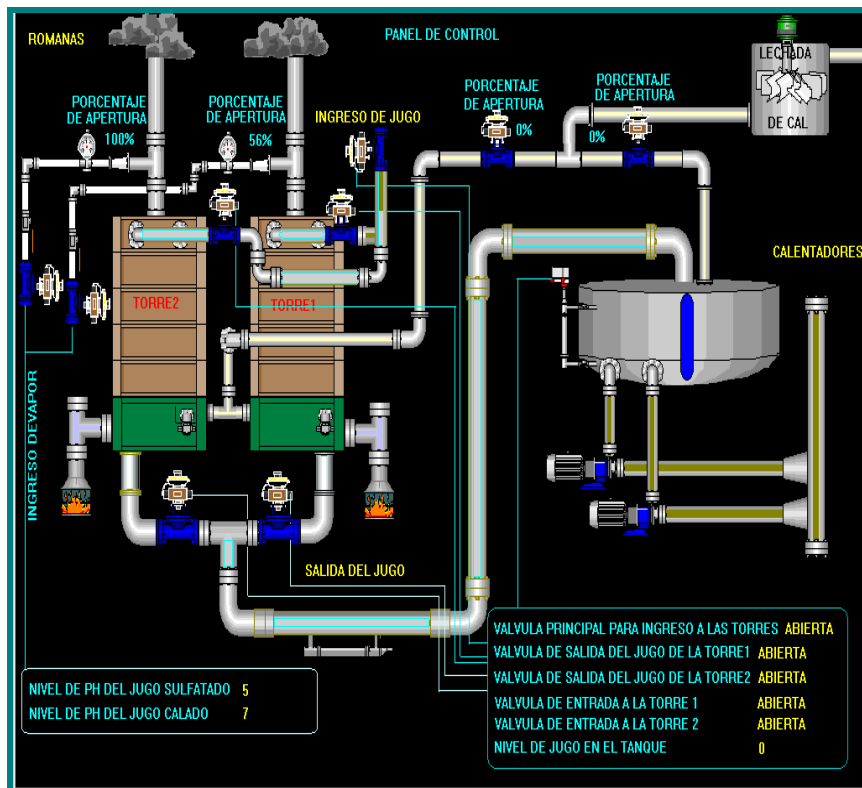 ROMANAS
PANEL DE CONTROL
LECHADA
DE CAL
PORCENTAJE
DE APERTURA
100%
PORCENTAJE
DE APERTURA
56%
INGRESO DE JUGO
PORCENTAJE
DE APERTURA
0%
PORCENTAJE
DE APERTURA
0%
CALENTADORES
TORRE2
TORRE1
INGRESO DEVAPOR
SALIDA DEL JUGO
NIVEL DE PH DEL JUGO SULFATADO 5
NIVEL DE PH DEL JUGO CALADO 7
VALVULA PRINCIPAL PARA INGRESO A LAS TORRES ABIERTA
VALVULA DE SALIDA DEL JUGO DE LA TORRE1 ABIERTA
VALVULA DE SALIDA DEL JUGO DE LA TORRE2 ABIERTA
VALVULA DE ENTRADA A LA TORRE 1 ABIERTA
VALVULA DE ENTRADA A LA TORRE 2 ABIERTA
NIVEL DE JUGO EN EL TANQUE 0